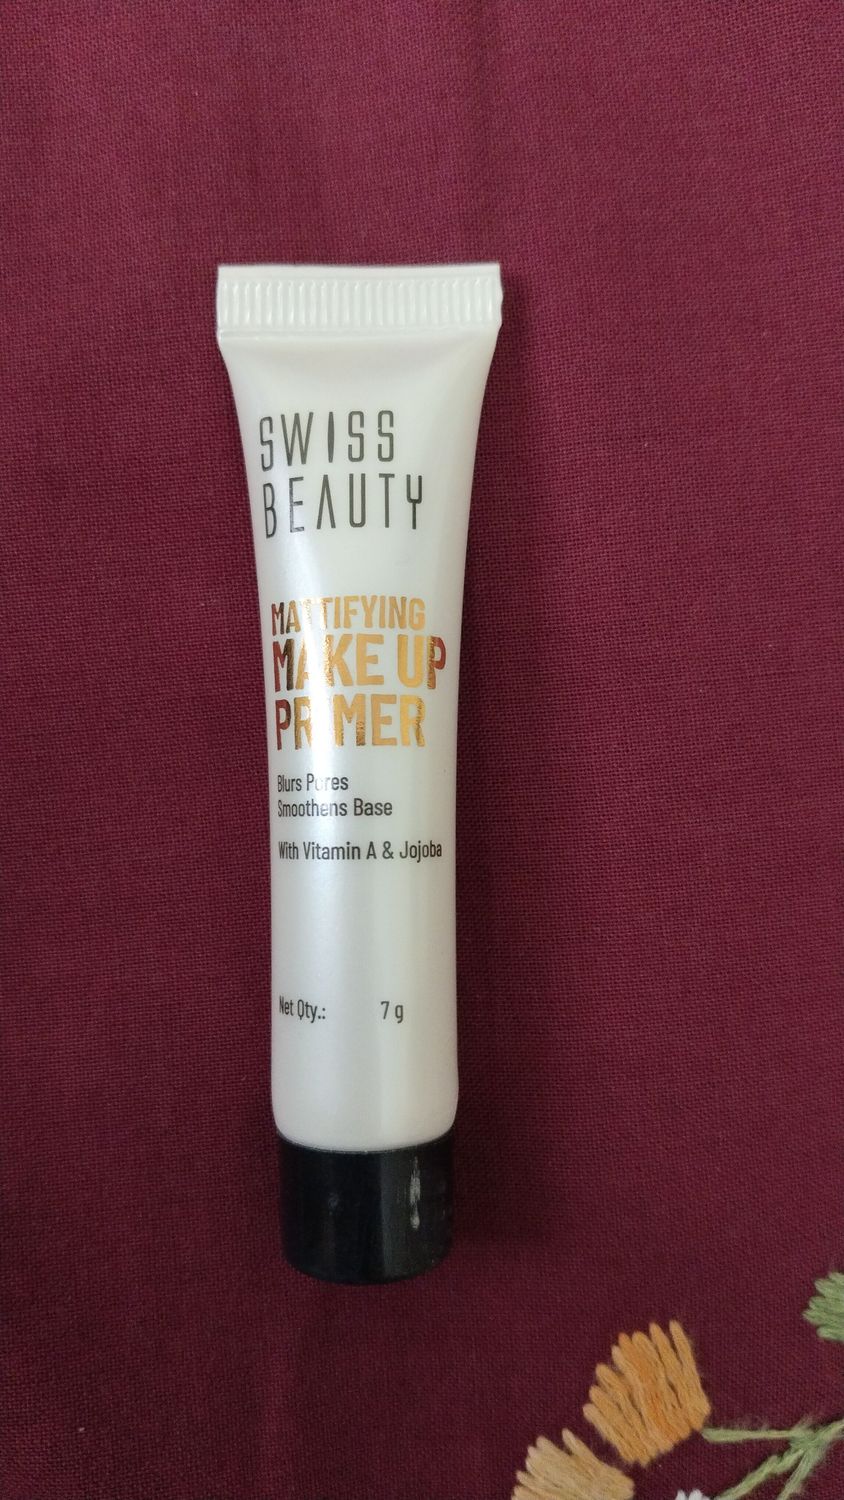 SWISS
BEAUTY
MATTIFYING
MAKE UP
PRIMER
Blurs Pores
Smoothens Base
With Vitamin A & Jojoba
Net Qty.: 7 g